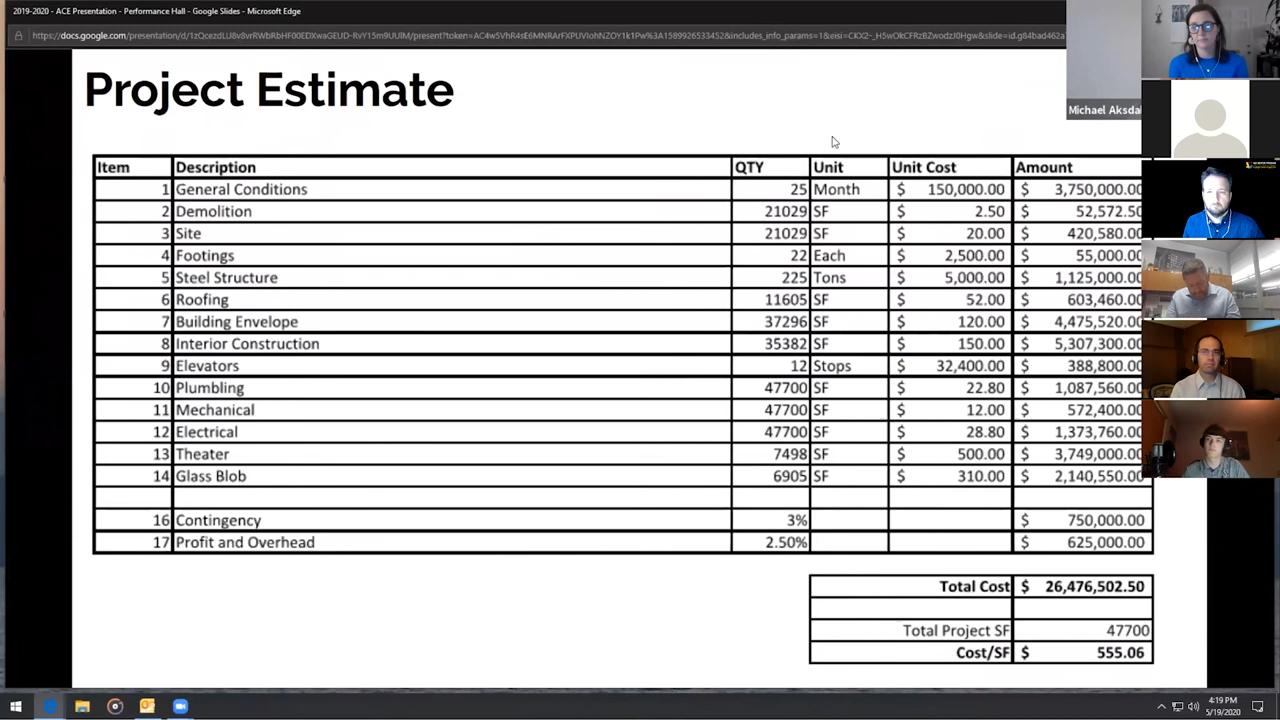 2019-2020 - ACE Presentation - Performance Hall - Google Slides - Microsoft Edge
Project Estimate
Michael Aksdal
Item Description QTY Unit Unit Cost Amount
1 General Conditions 25 Month $ 150,000.00 $ 3,750,000.00
2 Demolition 21029 SF $ 2.50 $ 52,572.50
3 Site 21029 SF $ 20.00 $ 420,580.00
4 Footings 22 Each $ 2,500.00 $ 55,000.00
5 Steel Structure 225 Tons $ 5,000.00 $ 1,125,000.00
6 Roofing 11605 SF $ 52.00 $ 603,460.00
7 Building Envelope 37296 SF $ 120.00 $ 4,475,520.00
8 Interior Construction 35382 SF $ 150.00 $ 5,307,300.00
9 Elevators 12 Stops $ 32,400.00 $ 388,800.00
10 Plumbling 47700 SF $ 22.80 $ 1,087,560.00
11 Mechanical 47700 SF $ 12.00 $ 572,400.00
12 Electrical 47700 SF $ 28.80 $ 1,373,760.00
13 Theater 7498 SF $ 500.00 $ 3,749,000.00
14 Glass Blob 6905 SF $ 310.00 $ 2,140,550.00
16 Contingency 3% $ 750,000.00
17 Profit and Overhead 2.50% $ 625,000.00
Total Cost $ 26,476,502.50
Total Project SF 47700
Cost/SF $ 555.06
4:19 PM
5/19/2020